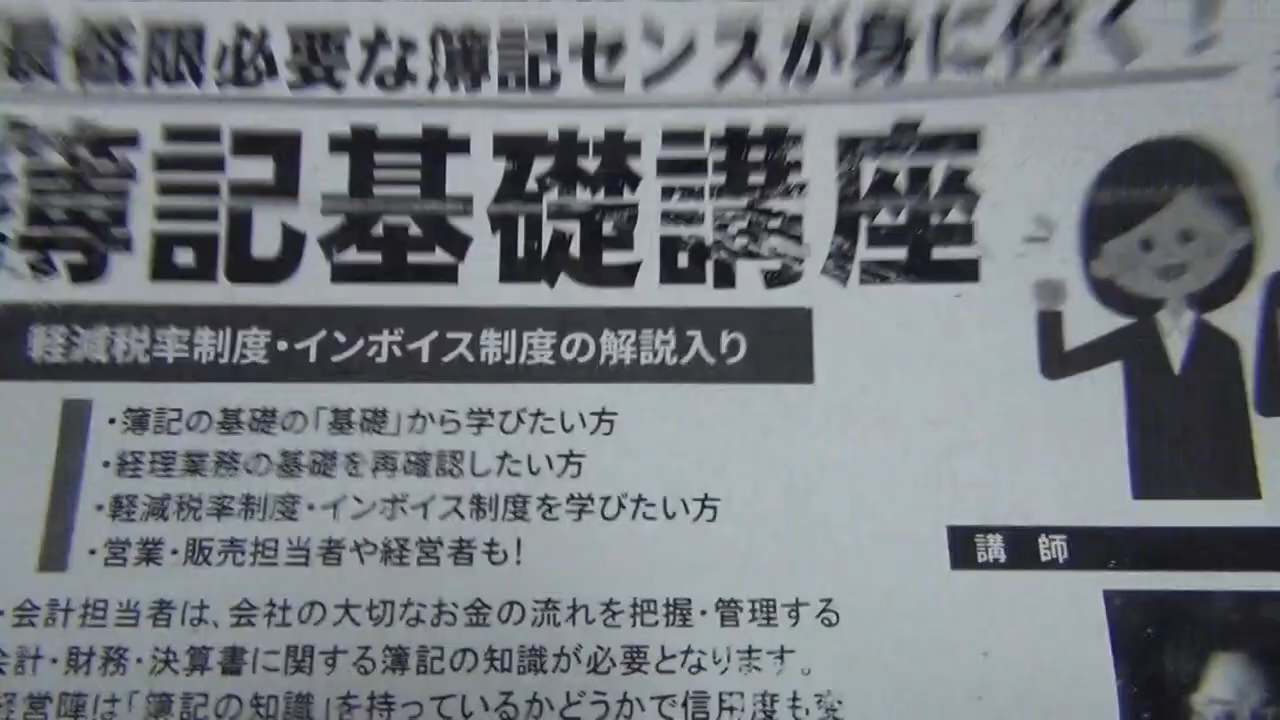 最低限必要な簿記センスが身に付く!
簿記基礎講座
軽減税率制度・インボイス制度の解説入り
・簿記の基礎の「基礎」から学びたい方
・経理業務の基礎を再確認したい方
・軽減税率制度・インボイス制度を学びたい方
・営業・販売担当者や経営者も!
講 師
・会計担当者は、会社の大切なお金の流れを把握・管理する
会計・財務・決算書に関する簿記の知識が必要となります。
経営陣は「簿記の知識」を持っているかどうかで信用度も変